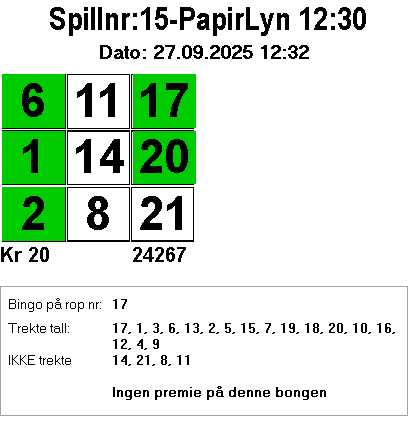 Spillnr:15-PapirLyn 12:30
Dato: 27.09.2025 12:32
6 11 17
1 14 20
2 8 21
Kr 20 24267
Bingo på rop nr: 17
Trekte tall: 17, 1, 3, 6, 13, 2, 5, 15, 7, 19, 18, 20, 10, 16,
12, 4, 9
IKKE trekte 14, 21, 8, 11
Ingen premie på denne bongen